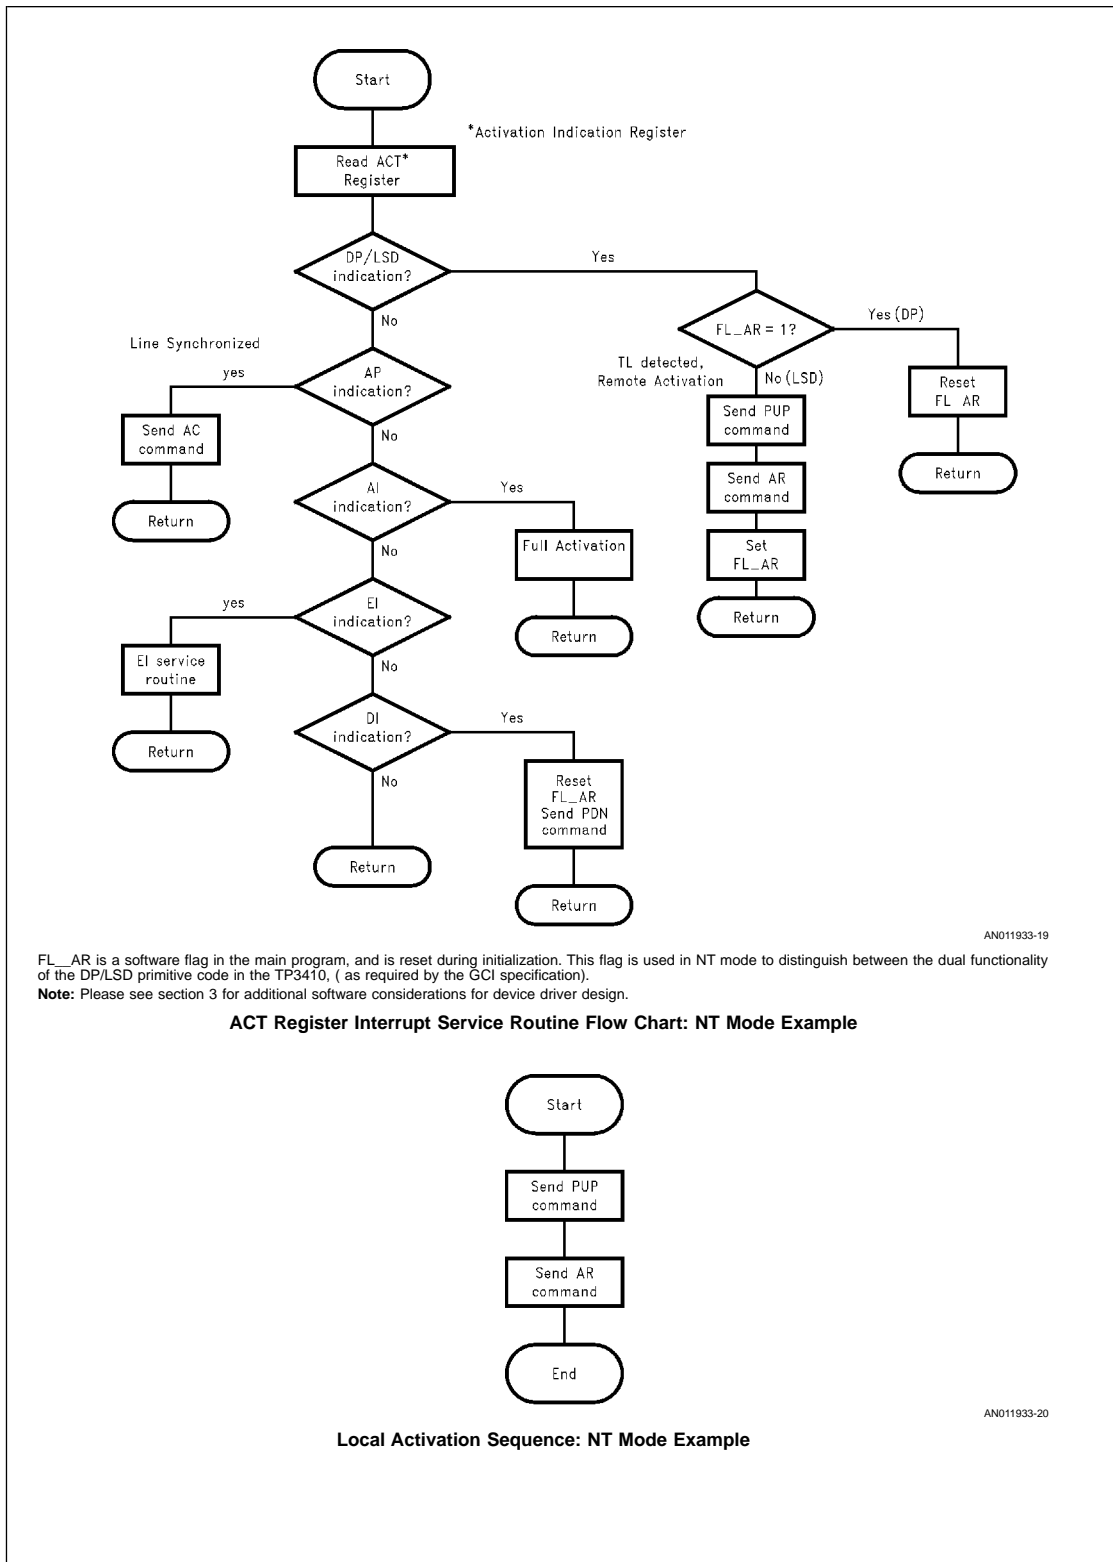 Start
*Activation Indication Register
Read ACT*
Register
DP/LSD
indication?
Yes
No
FL_AR = 1?
Yes (DP)
Reset
FL_AR
Return
TL detected,
Remote Activation
No (LSD)
Send PUP
command
Send AR
command
Set
FL_AR
Return
Line Synchronized
yes
AP
indication?
No
Send AC
command
Return
AI
indication?
Yes
No
Full Activation
Return
yes
EI
indication?
No
EI service
routine
Return
DI
indication?
Yes
No
Reset
FL_AR
Send PDN
command
Return
Return
AN011933-19
FL__AR is a software flag in the main program, and is reset during initialization. This flag is used in NT mode to distinguish between the dual functionality
of the DP/LSD primitive code in the TP3410, ( as required by the GCI specification).
Note: Please see section 3 for additional software considerations for device driver design.
ACT Register Interrupt Service Routine Flow Chart: NT Mode Example
Start
Send PUP
command
Send AR
command
End
AN011933-20
Local Activation Sequence: NT Mode Example